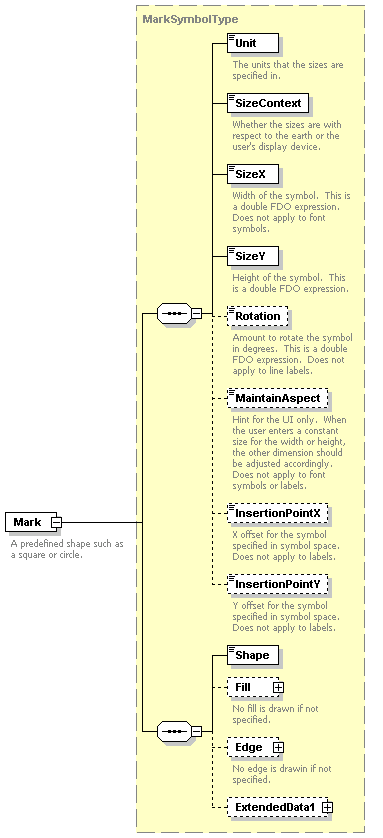 MarkSymbolType
Unit
The units that the sizes are
specified in.
SizeContext
Whether the sizes are with
respect to the earth or the
user's display device.
SizeX
Width of the symbol. This is
a double FDO expression.
Does not apply to font
symbols.
SizeY
Height of the symbol. This
is a double FDO expression.
Rotation
Amount to rotate the symbol
in degrees. This is a double
FDO expression. Does not
apply to line labels.
MaintainAspect
Hint for the UI only. When
the user enters a constant
size for the width or height,
the other dimension should
be adjusted accordingly.
Does not apply to font
symbols or labels.
InsertionPointX
X offset for the symbol
specified in symbol space.
Does not apply to labels.
InsertionPointY
Y offset for the symbol
specified in symbol space.
Does not apply to labels.
Mark
A predefined shape such as
a square or circle.
Shape
Fill
No fill is drawn if not
specified.
Edge
No edge is drawin if not
specified.
ExtendedData1